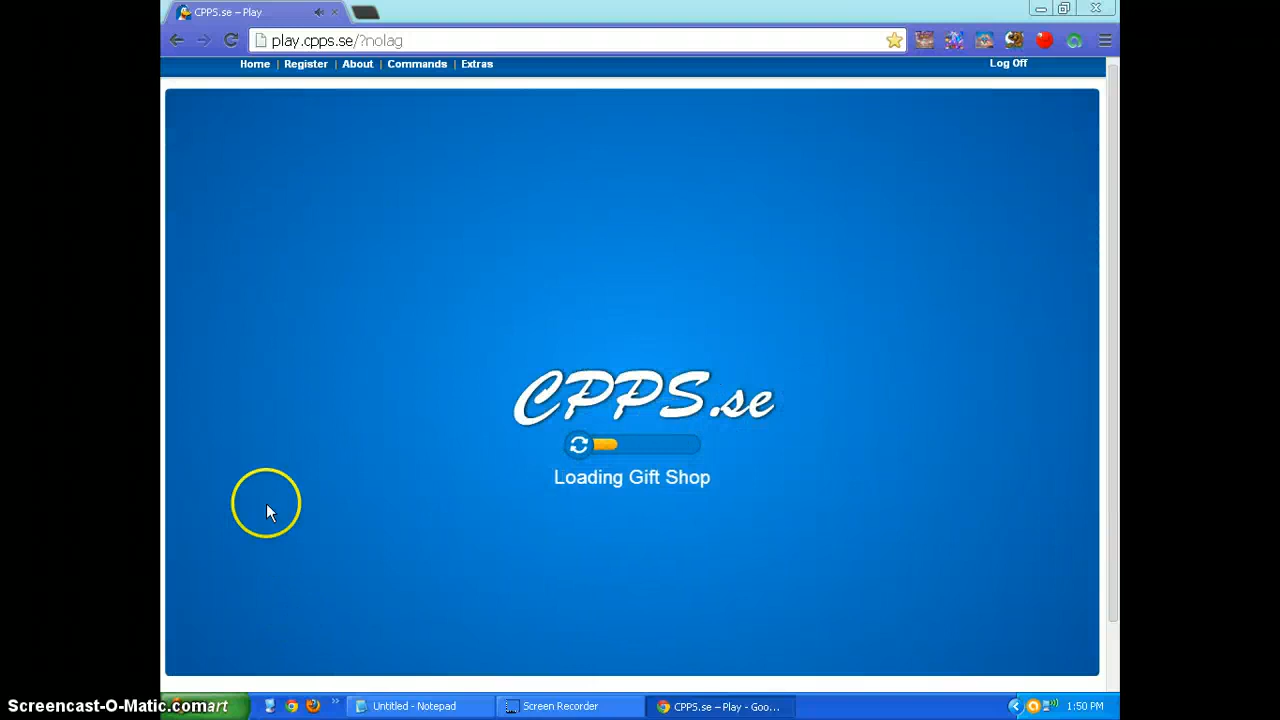 CPPS.se – Play
play.cpps.se/?nolag
Home | Register | About | Commands | Extras
Log Off
CPPS.se
Loading Gift Shop
Screencast-O-Matic.com
art
Untitled - Notepad
Screen Recorder
CPPS.se – Play - Goo...
1:50 PM